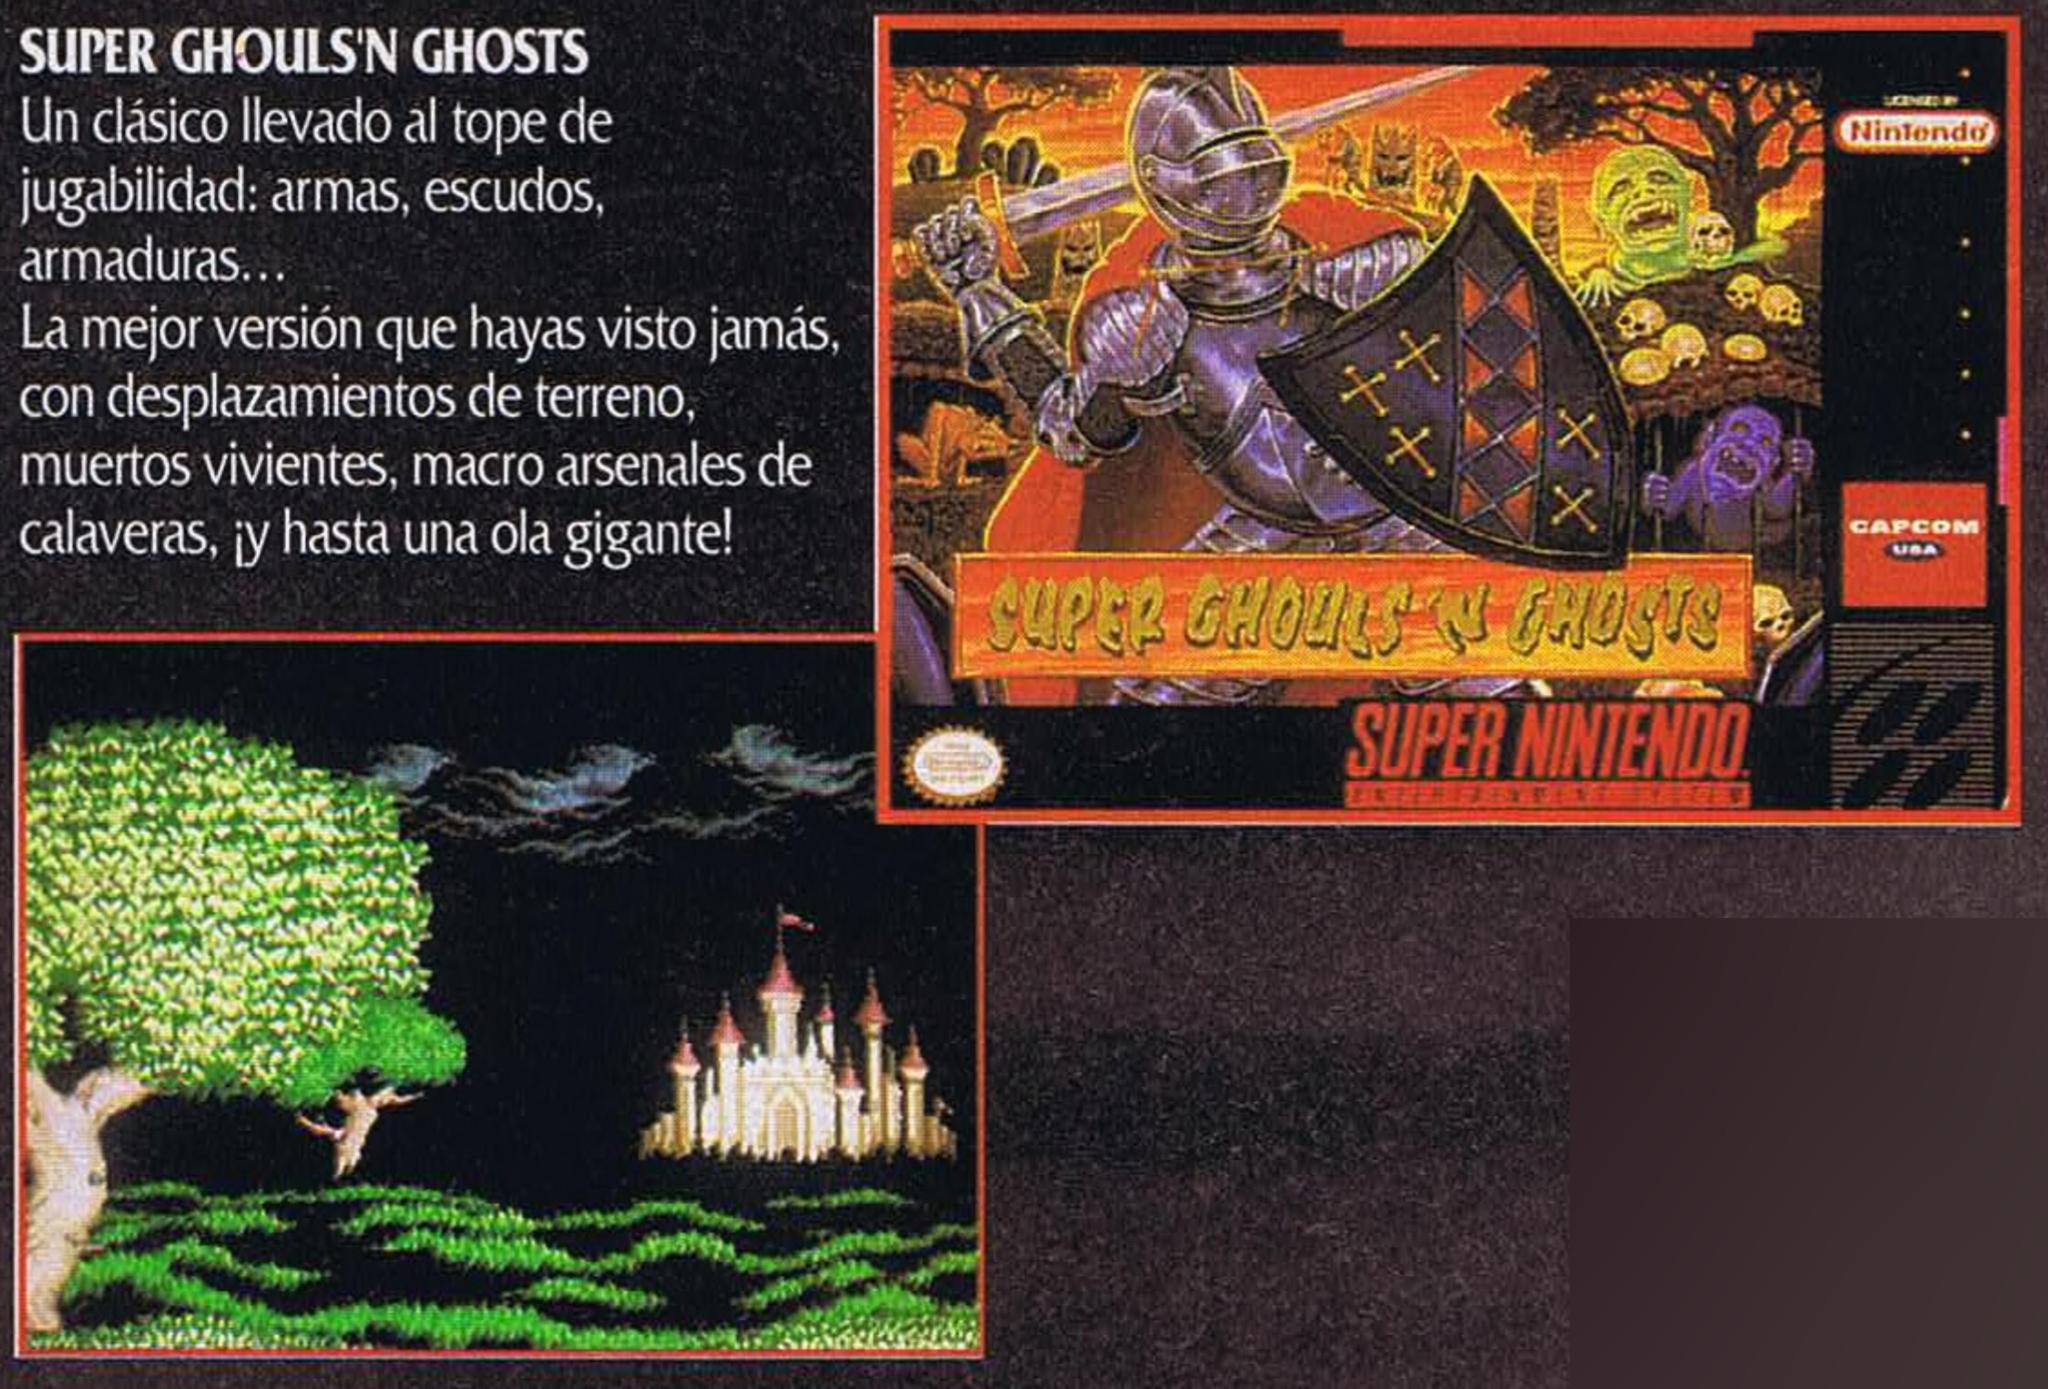 SUPER GHOULS'N GHOSTS
Un clásico llevado al tope de
jugabilidad: armas, escudos,
armaduras...
La mejor versión que hayas visto jamás,
con desplazamientos de terreno,
muertos vivientes, macro arsenales de
calaveras, ¡y hasta una ola gigante!
LICENSED BY
Nintendo
CAPCOM
USA
SUPER GHOULS 'N GHOSTS
SUPER NINTENDO
ENTERTAINMENT SYSTEM